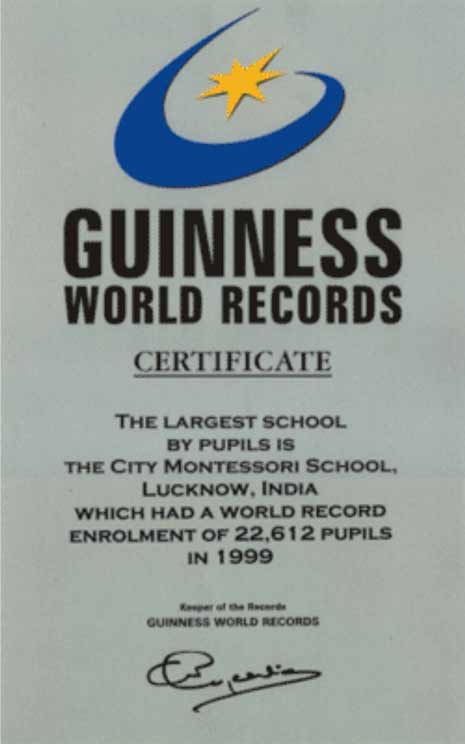 GUINNESS
WORLD RECORDS
CERTIFICATE
THE LARGEST SCHOOL
BY PUPILS IS
THE CITY MONTESSORI SCHOOL,
LUCKNOW, INDIA
WHICH HAD A WORLD RECORD
ENROLMENT OF 22,612 PUPILS
IN 1999
Keeper of the Records
GUINNESS WORLD RECORDS